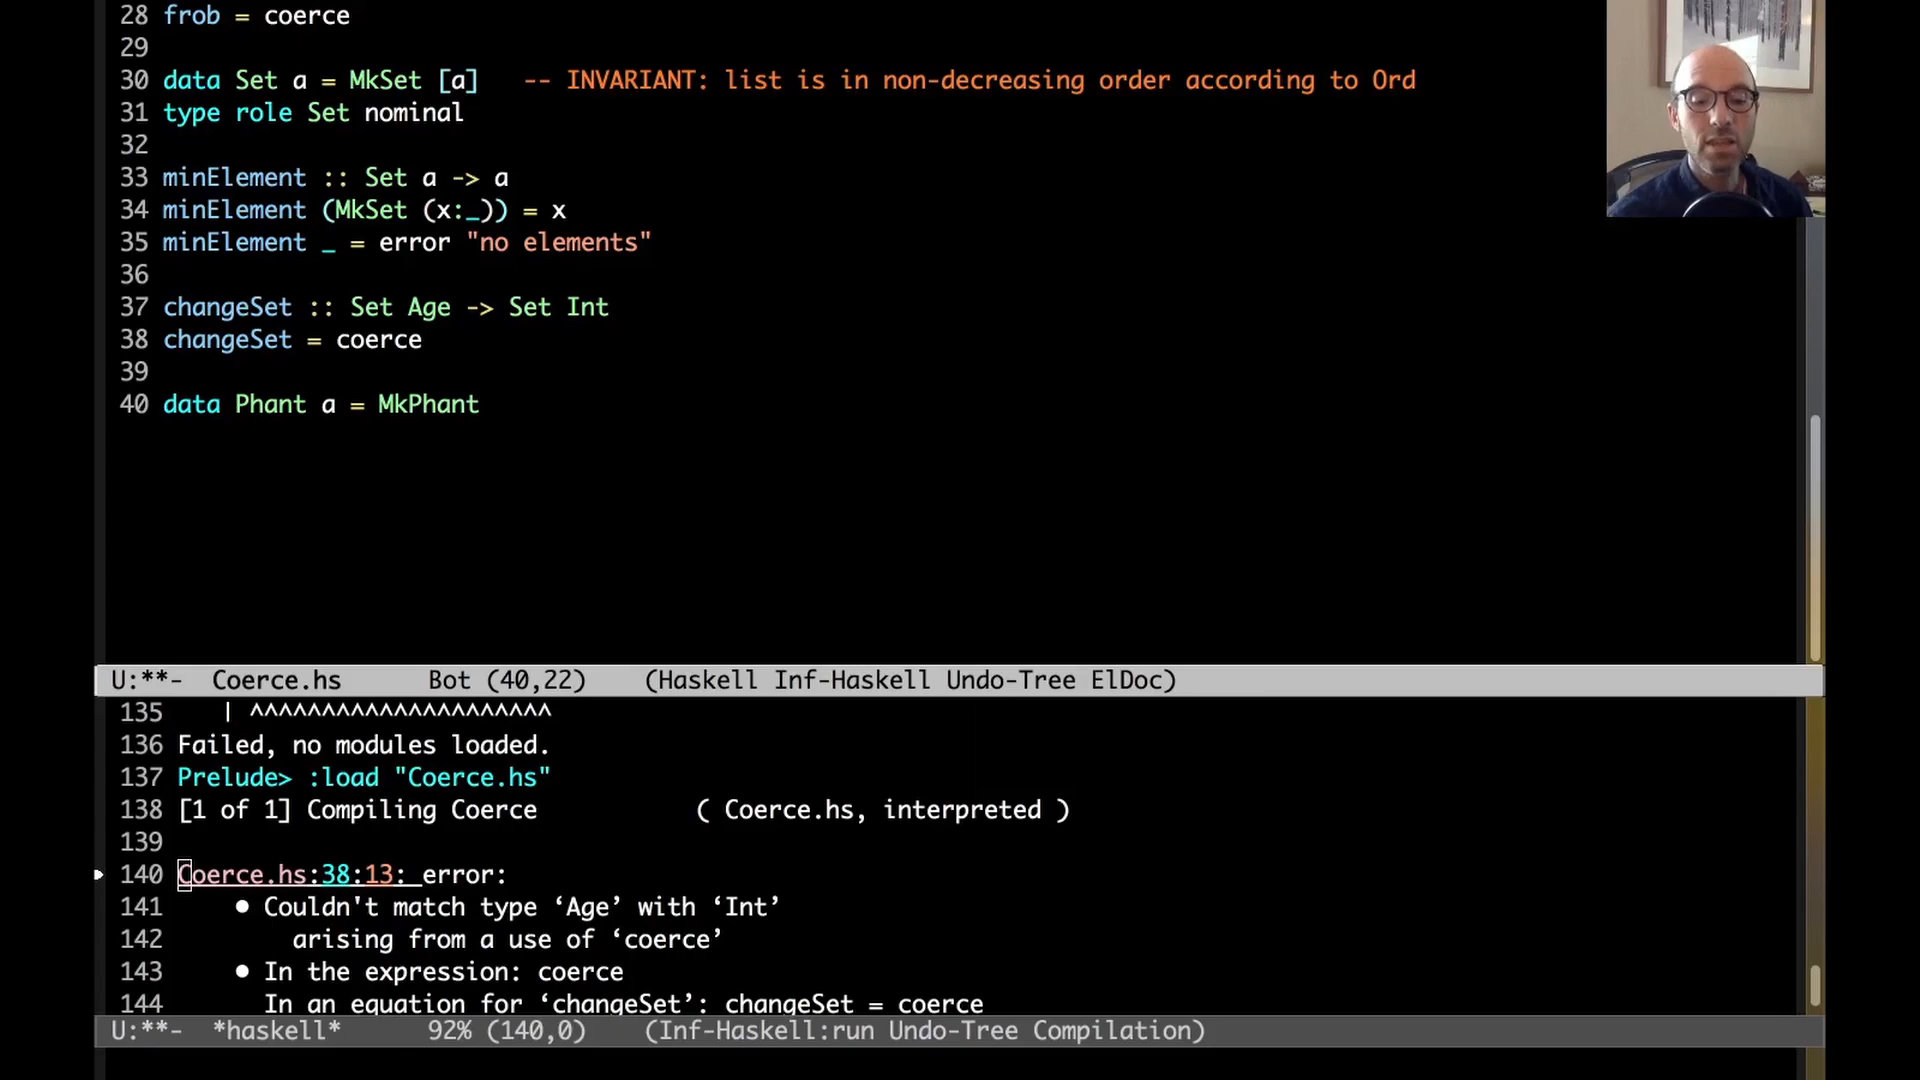 28 frob = coerce
29
30 data Set a = MkSet [a]   -- INVARIANT: list is in non-decreasing order according to Ord
31 type role Set nominal
32
33 minElement :: Set a -> a
34 minElement (MkSet (x:_)) = x
35 minElement _ = error "no elements"
36
37 changeSet :: Set Age -> Set Int
38 changeSet = coerce
39
40 data Phant a = MkPhant
U:**-  Coerce.hs      Bot (40,22)    (Haskell Inf-Haskell Undo-Tree ElDoc)
135    | ^^^^^^^^^^^^^^^^^^^^^
136 Failed, no modules loaded.
137 Prelude> :load "Coerce.hs"
138 [1 of 1] Compiling Coerce           ( Coerce.hs, interpreted )
139
140 Coerce.hs:38:13: error:
141     • Couldn't match type ‘Age’ with ‘Int’
142         arising from a use of ‘coerce’
143     • In the expression: coerce
144       In an equation for ‘changeSet’: changeSet = coerce
U:**-  *haskell*      92% (140,0)    (Inf-Haskell:run Undo-Tree Compilation)